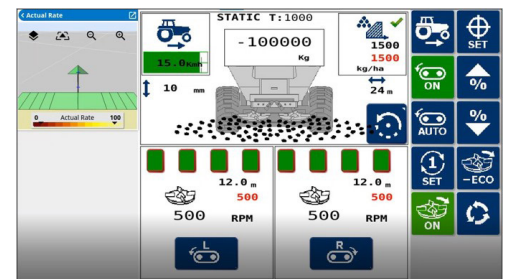 < Actual Rate
0 Actual Rate 100
STATIC T:1000
-100000
Kg
15.0Kmh
10 mm
1500
1500
kg/ha
24 m
12.0 m
500
500 RPM
L
12.0 m
500
500 RPM
R
SET
ON
%
AUTO
%
1
SET
-ECO
ON